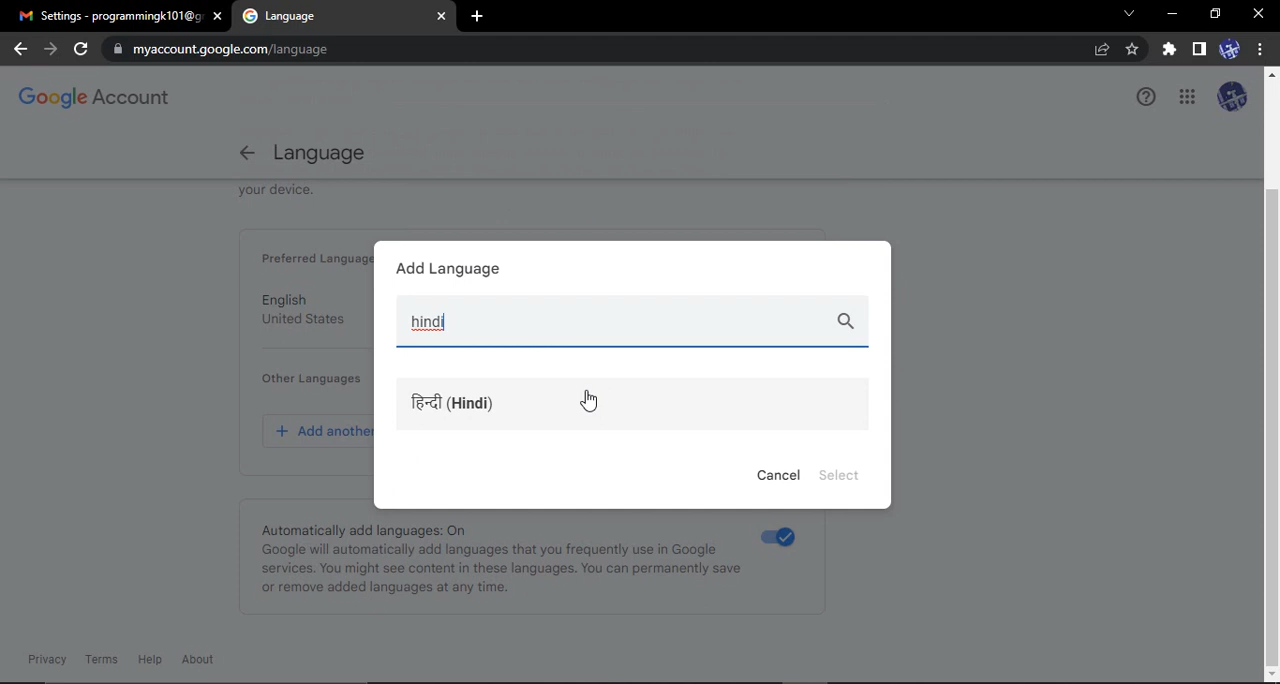 Settings - programmingk101@g
Language
myaccount.google.com/language
Google Account
Language
your device.
Preferred Language
English
United States
Other Languages
+ Add another
Add Language
hindi
हिन्दी (Hindi)
Cancel
Select
Automatically add languages: On
Google will automatically add languages that you frequently use in Google
services. You might see content in these languages. You can permanently save
or remove added languages at any time.
Privacy Terms Help About